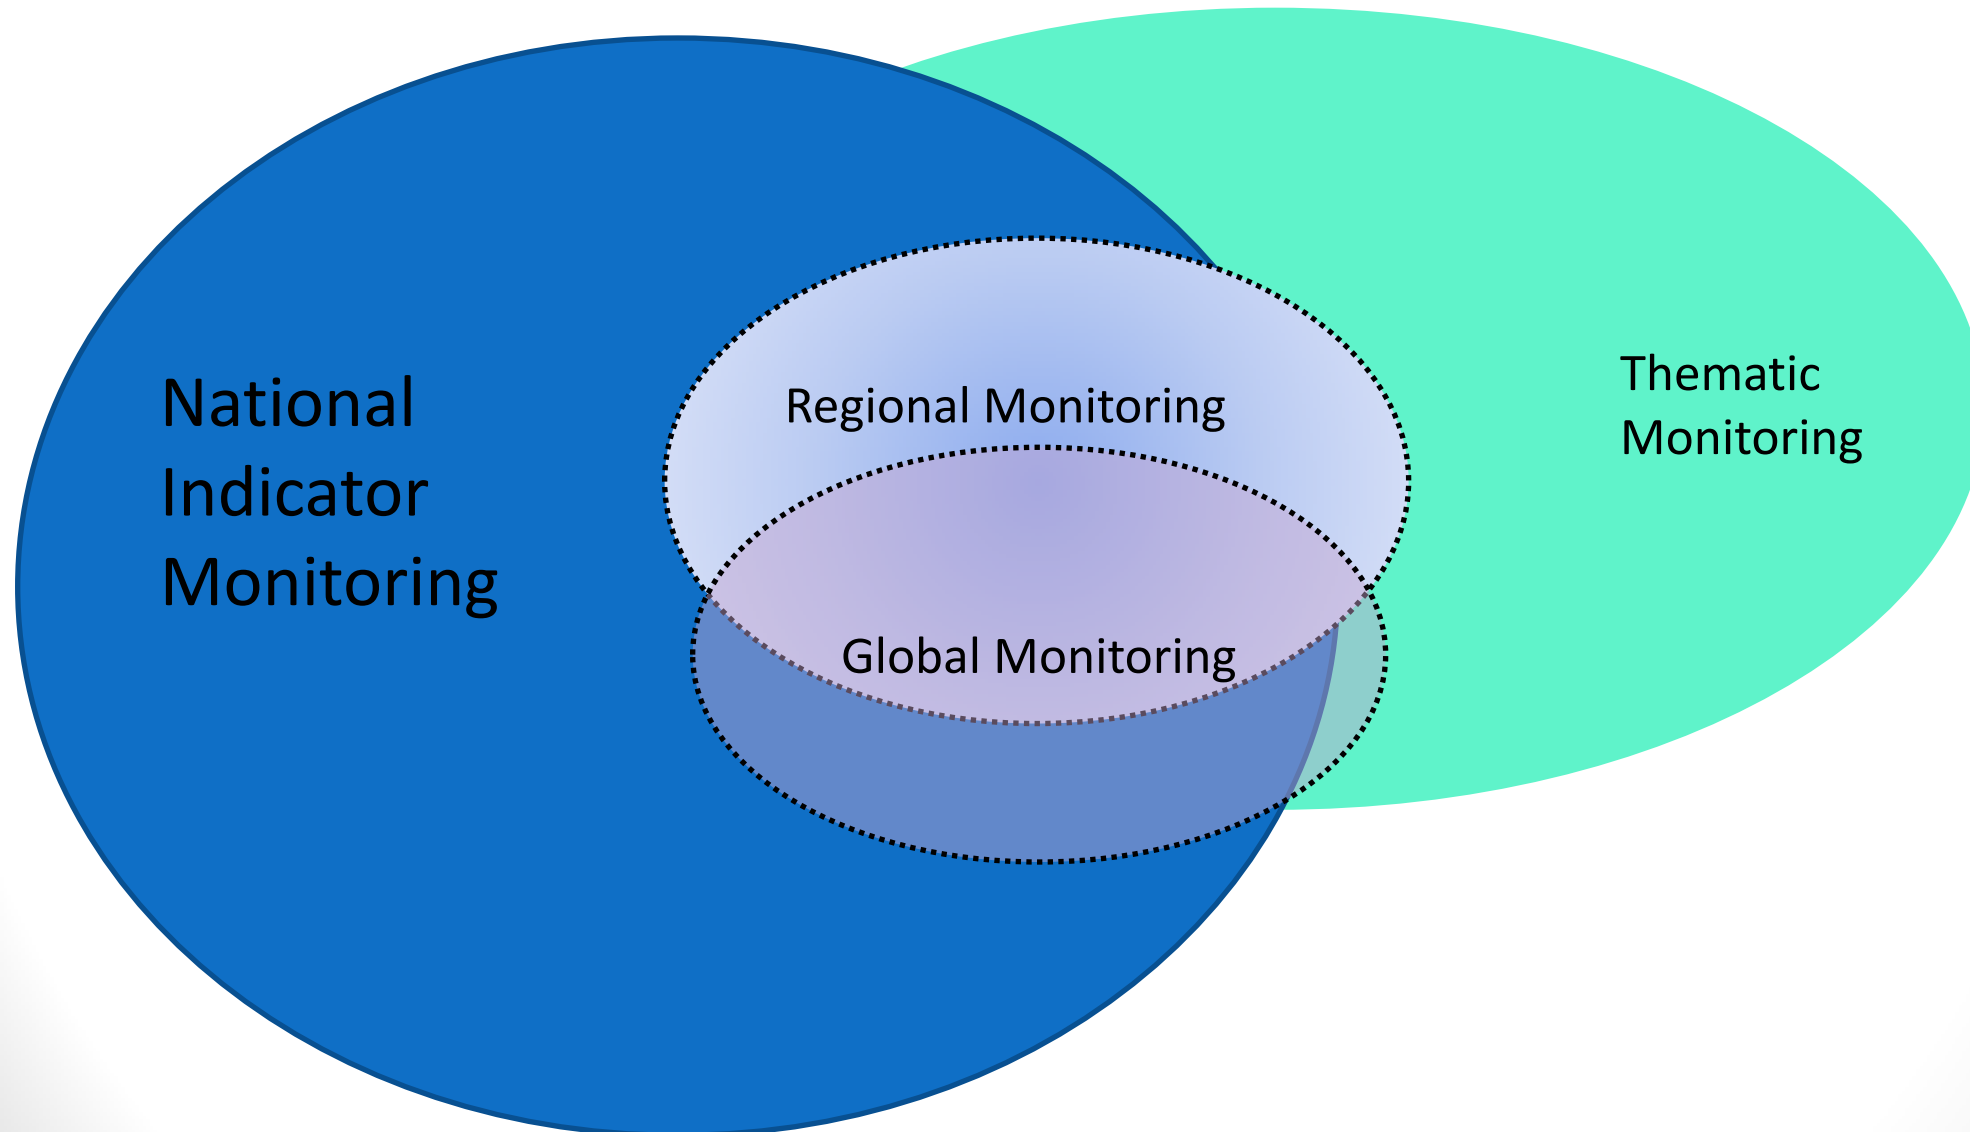 National
Indicator
Monitoring
Regional Monitoring
Global Monitoring
Thematic
Monitoring